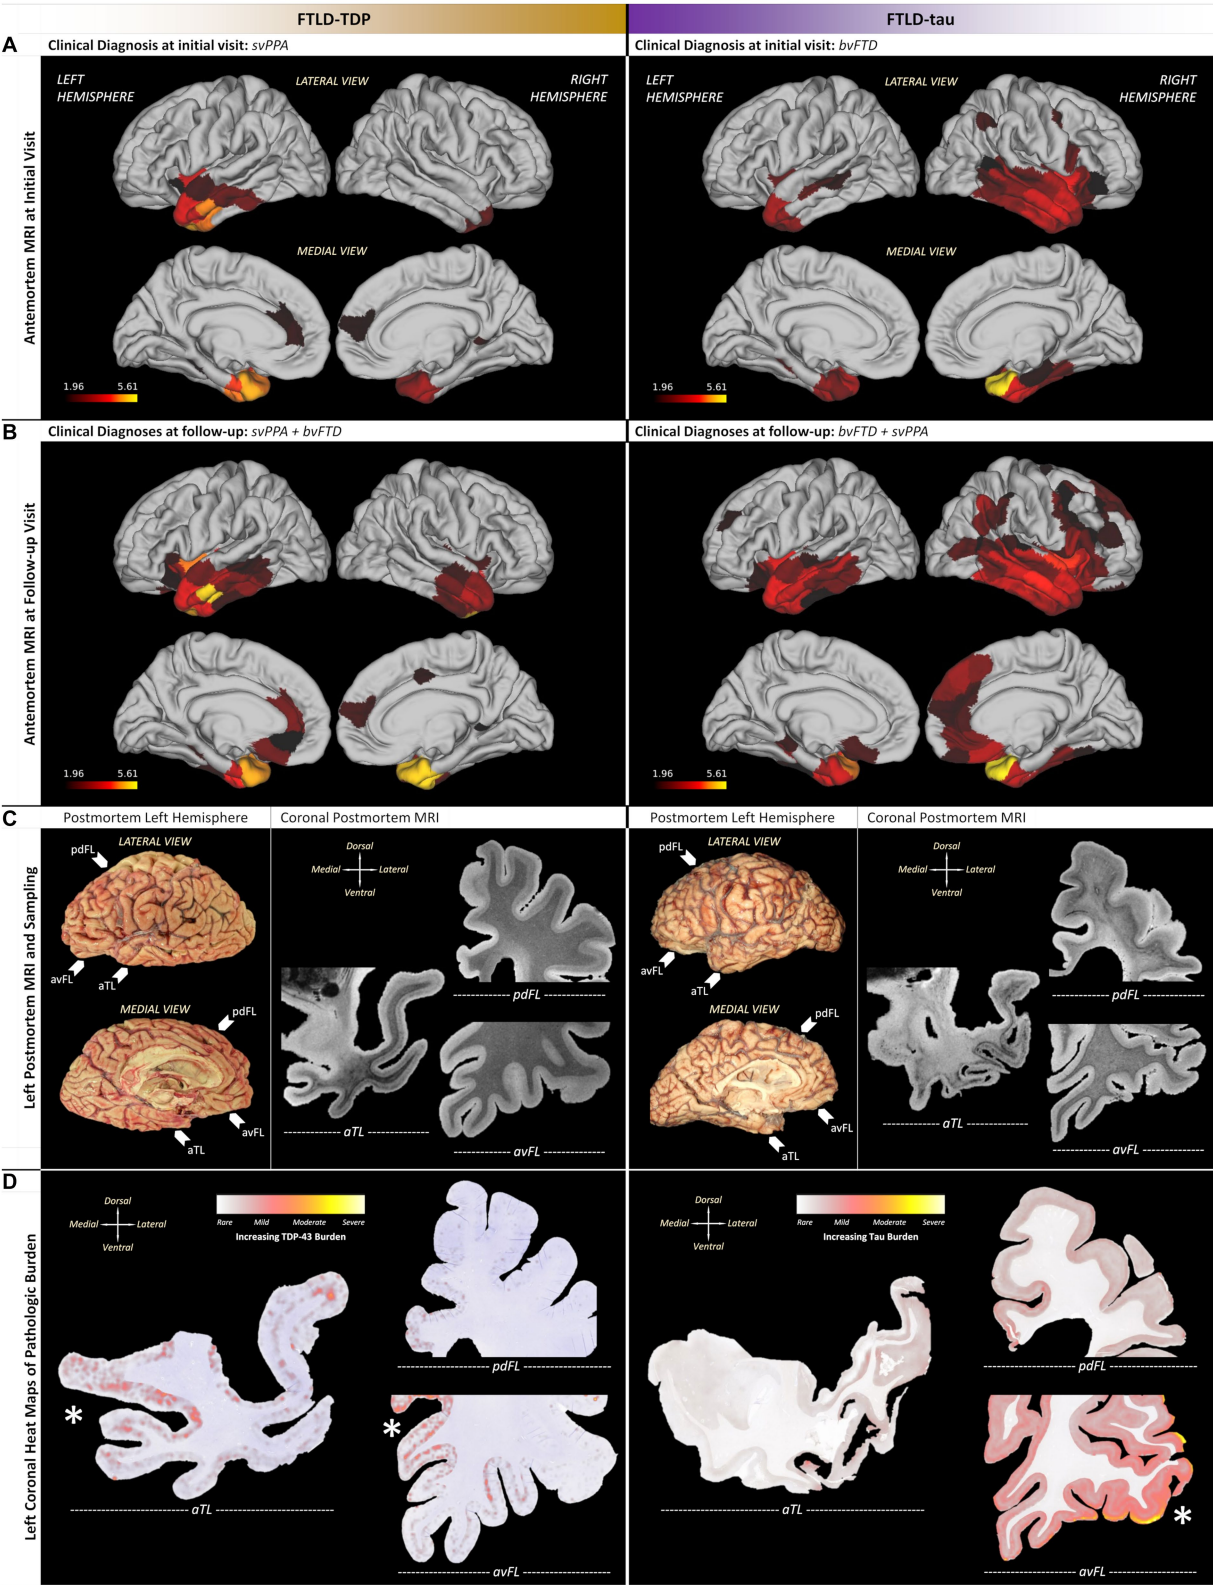 FTLD-TDP
FTLD-tau
A
Clinical Diagnosis at initial visit: svPPA
Clinical Diagnosis at initial visit: bvFTD
Antemortem MRI at Initial Visit
LEFT
HEMISPHERE
LATERAL VIEW
RIGHT
HEMISPHERE
MEDIAL VIEW
1.96
5.61
LEFT
HEMISPHERE
LATERAL VIEW
RIGHT
HEMISPHERE
MEDIAL VIEW
1.96
5.61
B
Clinical Diagnoses at follow-up: svPPA + bvFTD
Clinical Diagnoses at follow-up: bvFTD + svPPA
Antemortem MRI at Follow-up Visit
1.96
5.61
1.96
5.61
C
Left Postmortem MRI and Sampling
Postmortem Left Hemisphere
Coronal Postmortem MRI
Postmortem Left Hemisphere
Coronal Postmortem MRI
LATERAL VIEW
pdFL
avFL
aTL
MEDIAL VIEW
pdFL
avFL
aTL
Dorsal
Medial
Lateral
Ventral
pdFL
aTL
avFL
LATERAL VIEW
pdFL
avFL
aTL
MEDIAL VIEW
pdFL
avFL
aTL
Dorsal
Medial
Lateral
Ventral
pdFL
aTL
avFL
D
Left Coronal Heat Maps of Pathologic Burden
Dorsal
Medial
Lateral
Ventral
Rare Mild Moderate Severe
Increasing TDP-43 Burden
pdFL
*
*
aTL
avFL
Dorsal
Medial
Lateral
Ventral
Rare Mild Moderate Severe
Increasing Tau Burden
pdFL
*
aTL
avFL